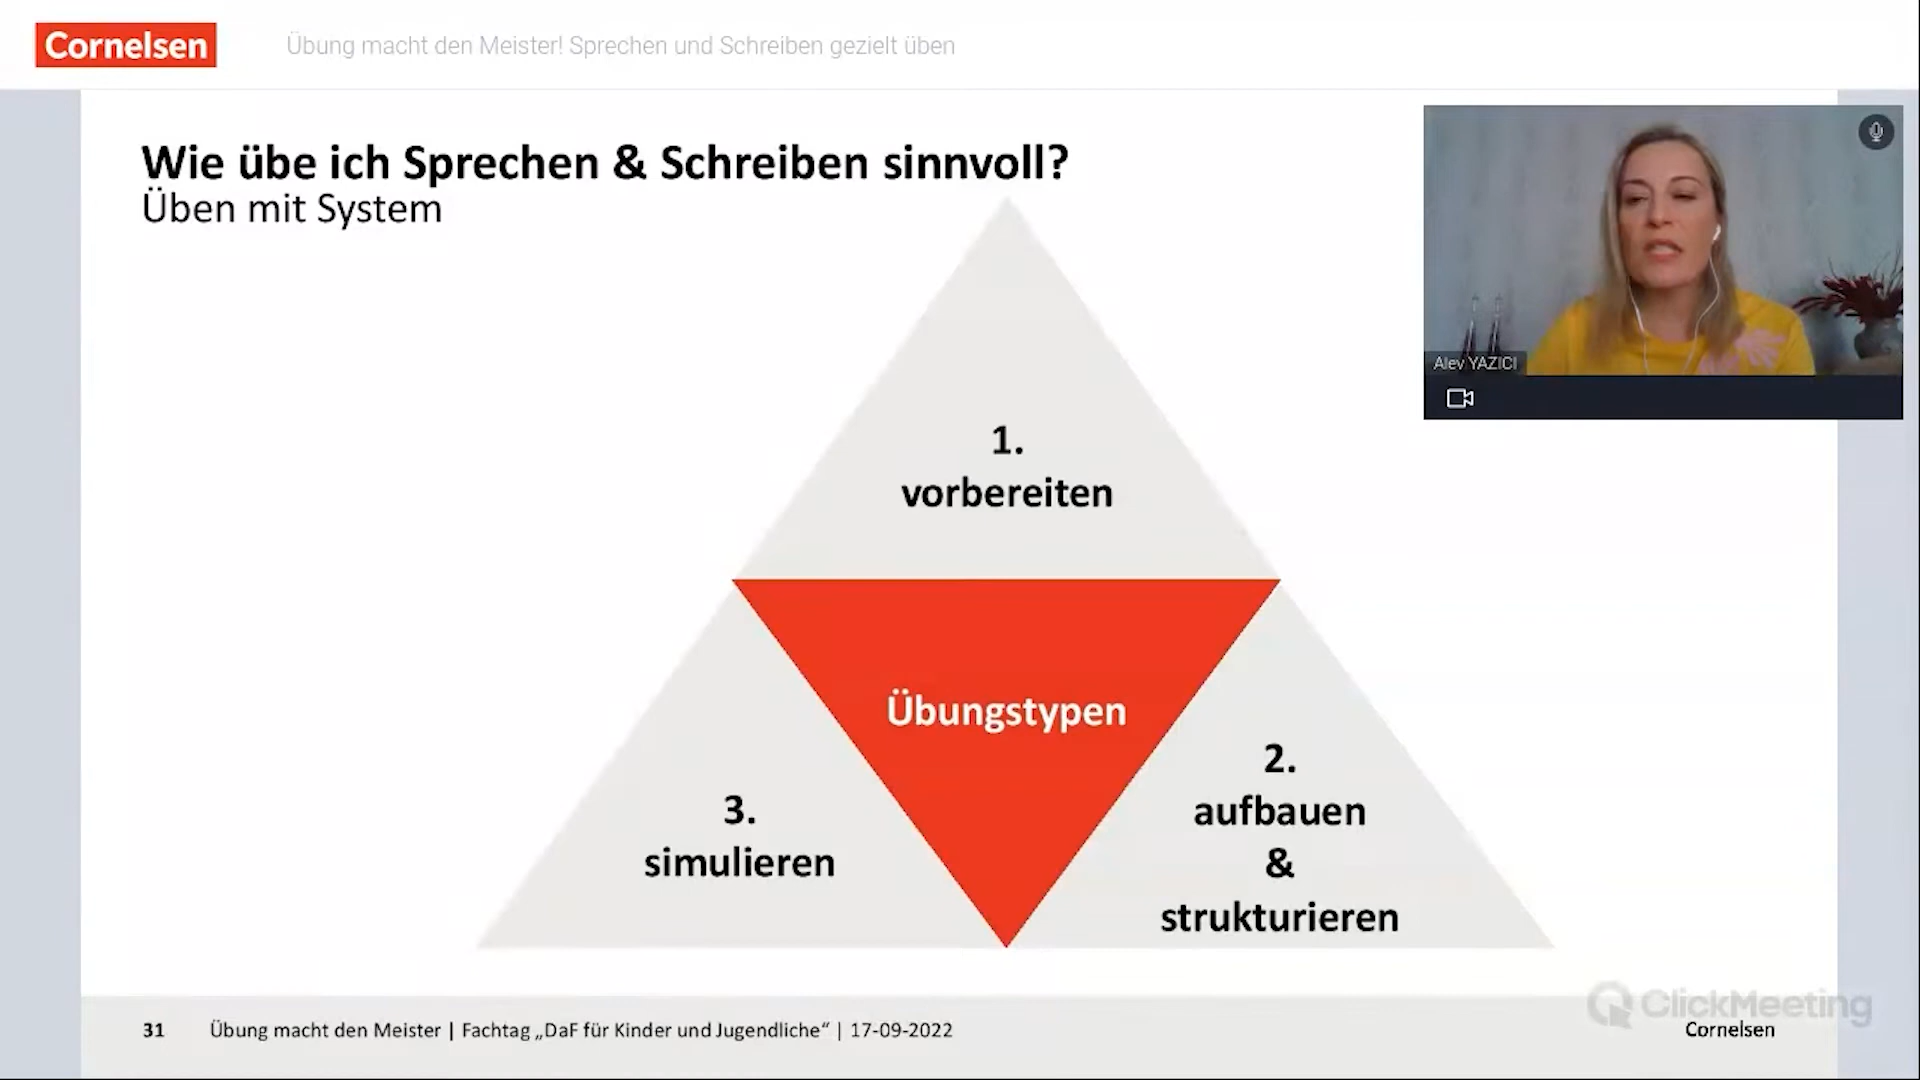 Cornelsen
Übung macht den Meister! Sprechen und Schreiben gezielt üben
Wie übe ich Sprechen & Schreiben sinnvoll?
Üben mit System
Alev YAZICI
1.
vorbereiten
Übungstypen
2.
aufbauen
&
strukturieren
3.
simulieren
ClickMeeting
31 Übung macht den Meister | Fachtag „DaF für Kinder und Jugendliche“ | 17-09-2022
Cornelsen